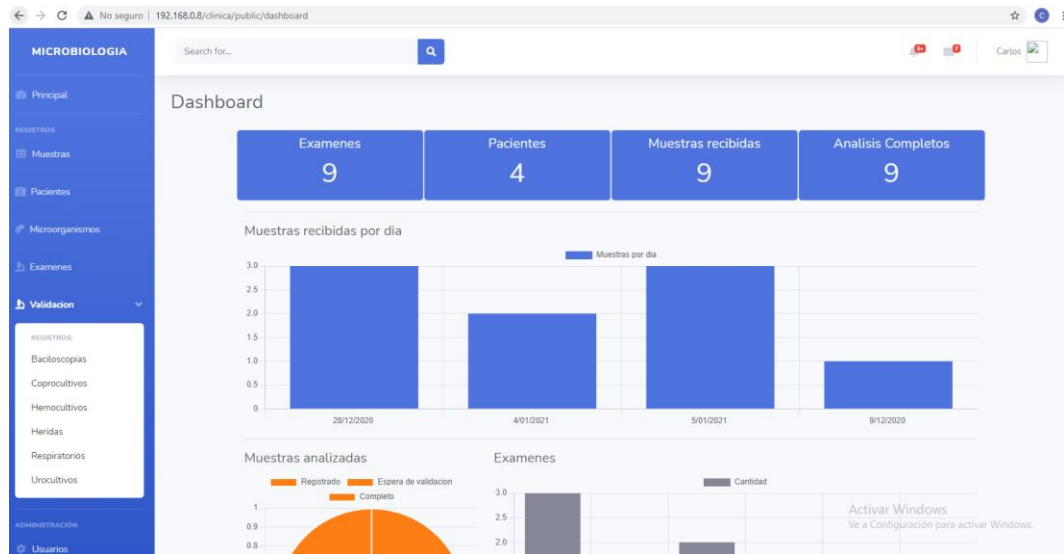 No seguro | 192.168.0.8/clinica/public/dashboard
C
MICROBIOLOGIA
Search for...
Carlos
Principal
REGISTROS
Muestras
Pacientes
Microorganismos
Examenes
Validacion
REGISTROS:
Baciloscopias
Coprocultivos
Hemocultivos
Heridas
Respiratorios
Urocultivos
ADMINISTRACIÓN
Usuarios
Dashboard
Examenes
9
Pacientes
4
Muestras recibidas
9
Analisis Completos
9
Muestras recibidas por dia
Muestras por dia
3.0
2.5
2.0
1.5
1.0
0.5
0
28/12/2020 4/01/2021 5/01/2021 9/12/2020
Muestras analizadas
Registrado Espera de validacion
Completo
1
0.9
0.8
Examenes
Cantidad
3.0
2.5
2.0
Activar Windows
Ve a Configuración para activar Windows.